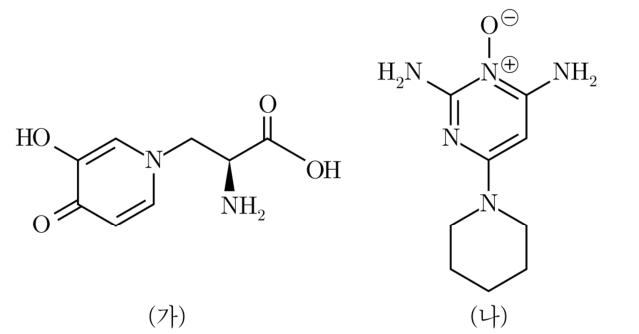 O⊖
H₂N N⊕ NH₂
O
HO N N
OH
O NH₂ N
(가) (나)